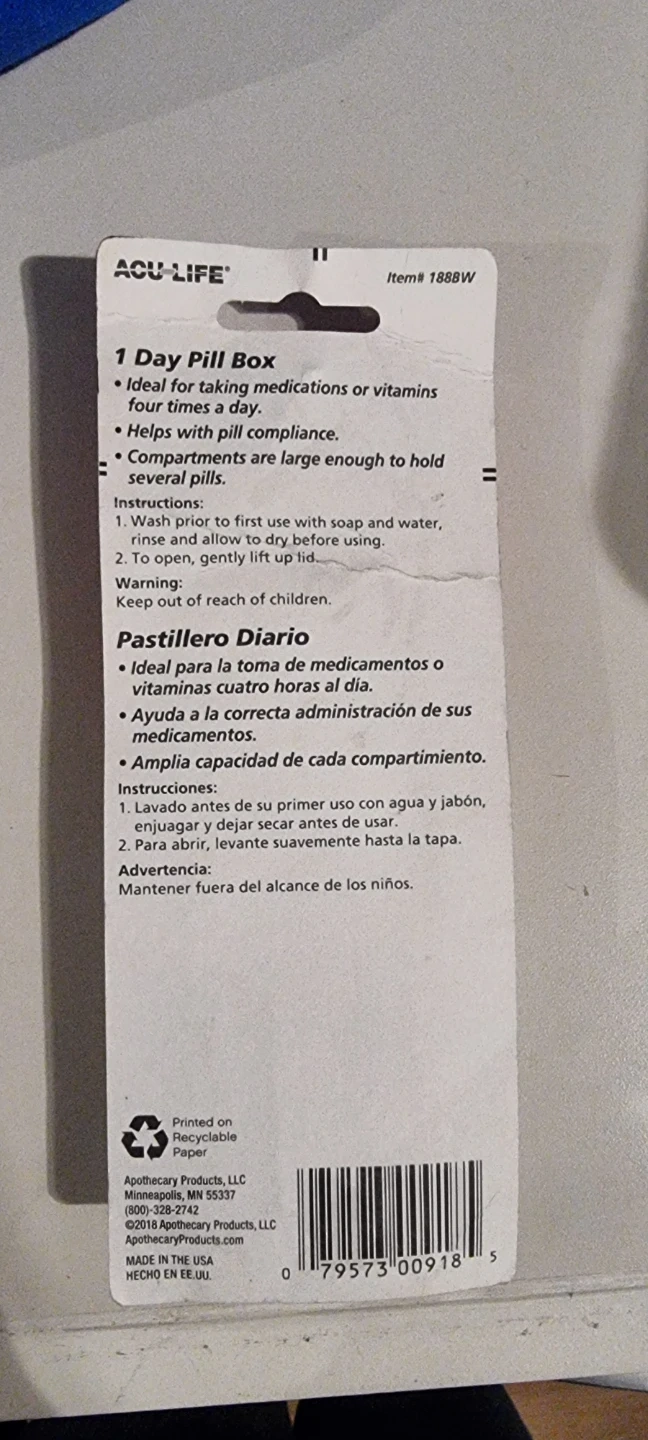 ACU-LIFE®
Item# 188BW
1 Day Pill Box
• Ideal for taking medications or vitamins
four times a day.
• Helps with pill compliance.
• Compartments are large enough to hold
several pills.
Instructions:
1. Wash prior to first use with soap and water,
rinse and allow to dry before using.
2. To open, gently lift up lid.
Warning:
Keep out of reach of children.
Pastillero Diario
• Ideal para la toma de medicamentos o
vitaminas cuatro horas al día.
• Ayuda a la correcta administración de sus
medicamentos.
• Amplia capacidad de cada compartimiento.
Instrucciones:
1. Lavado antes de su primer uso con agua y jabón,
enjuagar y dejar secar antes de usar.
2. Para abrir, levante suavemente hasta la tapa.
Advertencia:
Mantener fuera del alcance de los niños.
Printed on
Recyclable
Paper
Apothecary Products, LLC
Minneapolis, MN 55337
(800)-328-2742
©2018 Apothecary Products, LLC
ApothecaryProducts.com
MADE IN THE USA
HECHO EN EE.UU.
0 79573 00918 5